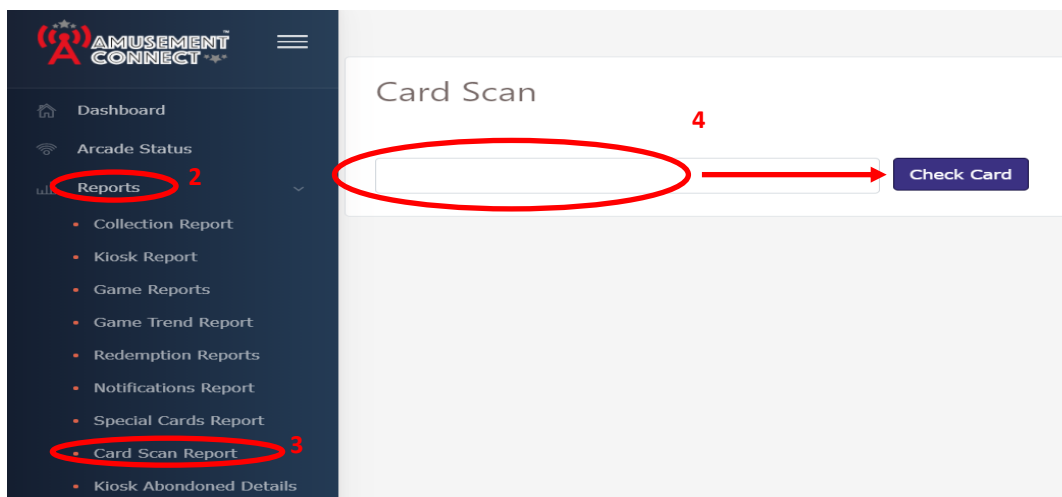 AMUSEMENT™
CONNECT
Dashboard
Arcade Status
Reports
2
Collection Report
Kiosk Report
Game Reports
Game Trend Report
Redemption Reports
Notifications Report
Special Cards Report
Card Scan Report
3
Kiosk Abondoned Details
Card Scan
4
Check Card